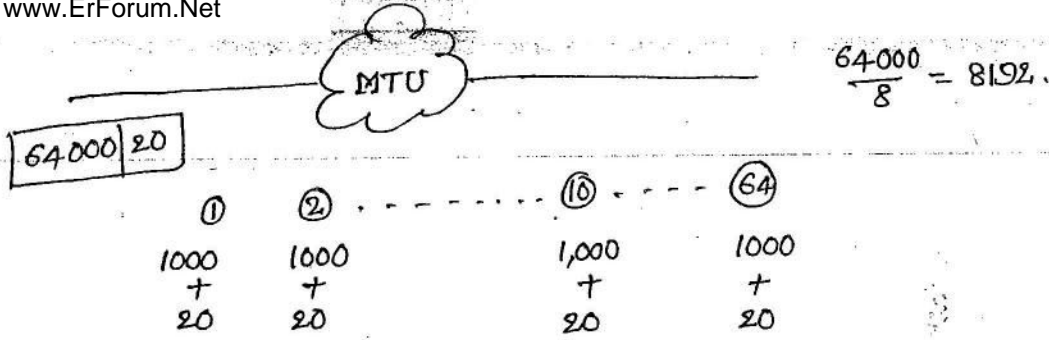 www.ErForum.Net
MTU
64000/8 = 8192.
64000 20
① ② . - - - - - - . . ⑩ . - - - 64
1000 1000 1,000 1000
+ + + +
20 20 20 20